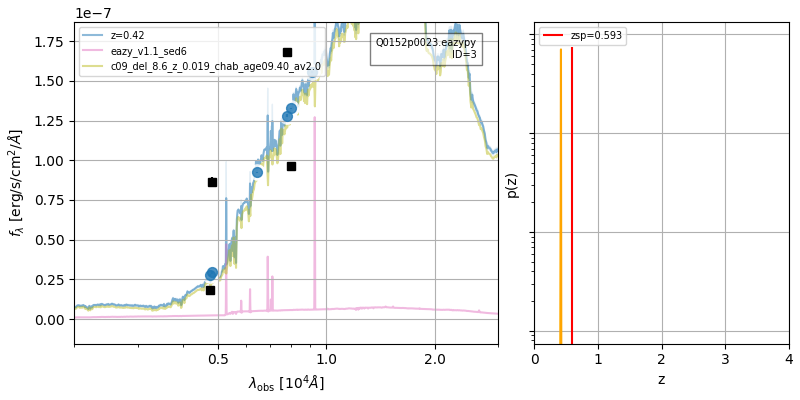 1e−7
z=0.42
eazy_v1.1_sed6
c09_del_8.6_z_0.019_chab_age09.40_av2.0
Q0152p0023.eazypy
ID=3
1.75
1.50
1.25
1.00
0.75
0.50
0.25
0.00
fλ [erg/s/cm²/Å]
0.5
1.0
2.0
λobs [10⁴Å]
zsp=0.593
p(z)
0
1
2
3
4
z